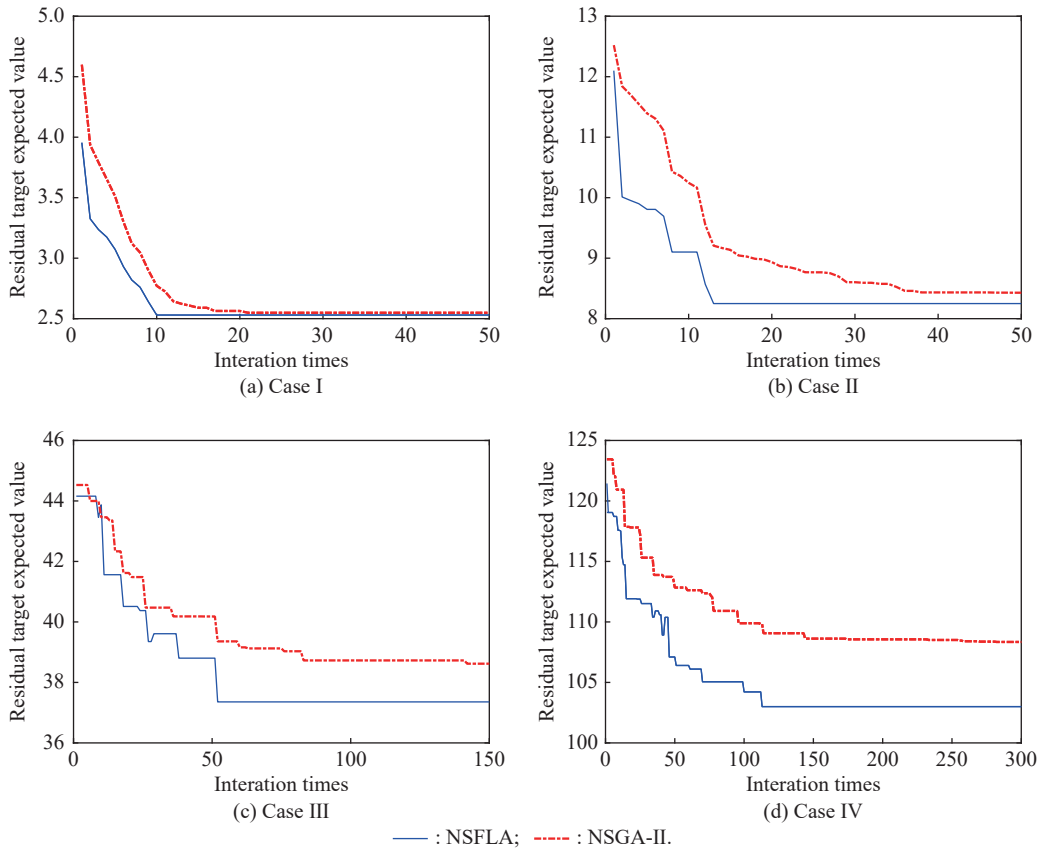 5.0
4.5
4.0
3.5
3.0
2.5
0 10 20 30 40 50
Residual target expected value
Interation times
(a) Case I
13
12
11
10
9
8
0 10 20 30 40 50
Residual target expected value
Interation times
(b) Case II
46
44
42
40
38
36
0 50 100 150
Residual target expected value
Interation times
(c) Case III
125
120
115
110
105
100
0 50 100 150 200 250 300
Residual target expected value
Interation times
(d) Case IV
: NSFLA; : NSGA-II.